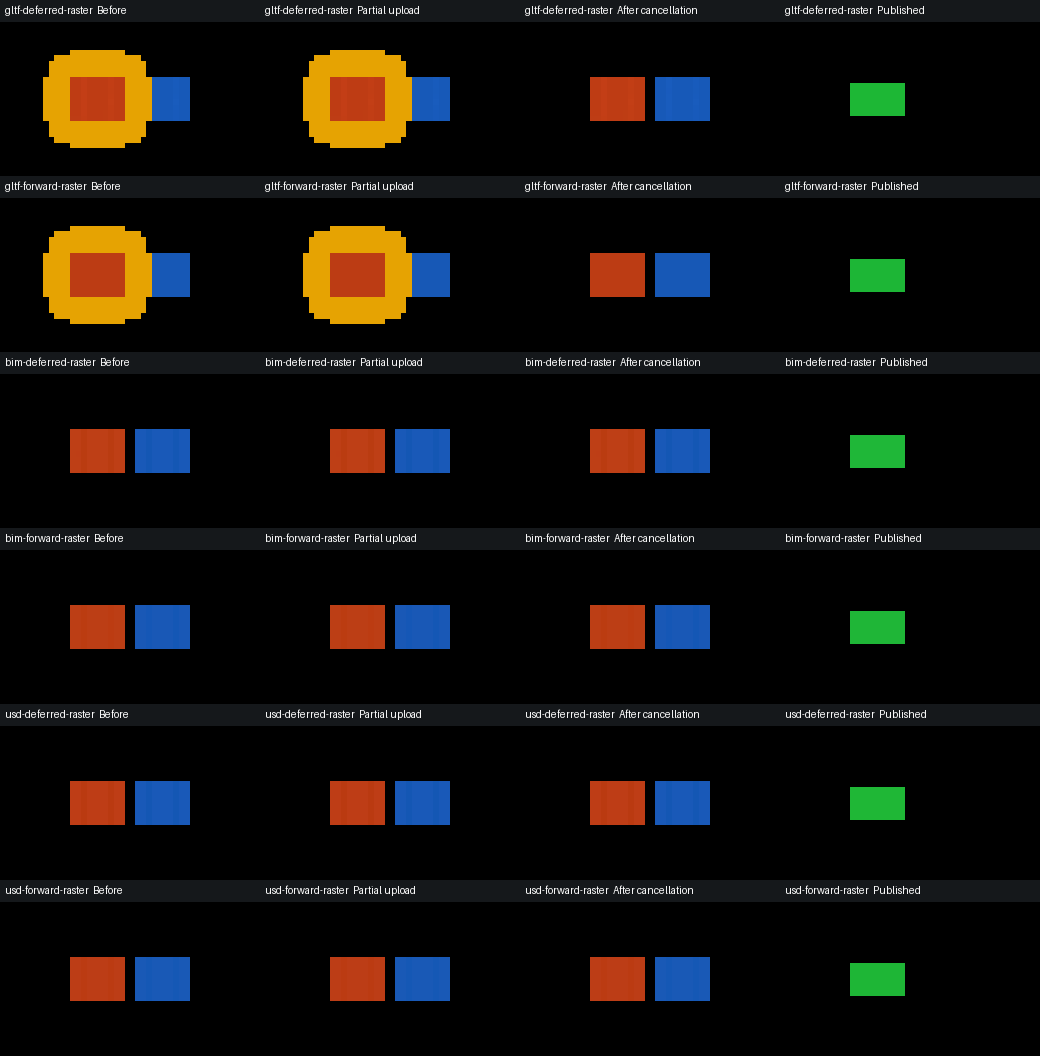 gltf-deferred-raster Before
gltf-deferred-raster Partial upload
gltf-deferred-raster After cancellation
gltf-deferred-raster Published
gltf-forward-raster Before
gltf-forward-raster Partial upload
gltf-forward-raster After cancellation
gltf-forward-raster Published
bim-deferred-raster Before
bim-deferred-raster Partial upload
bim-deferred-raster After cancellation
bim-deferred-raster Published
bim-forward-raster Before
bim-forward-raster Partial upload
bim-forward-raster After cancellation
bim-forward-raster Published
usd-deferred-raster Before
usd-deferred-raster Partial upload
usd-deferred-raster After cancellation
usd-deferred-raster Published
usd-forward-raster Before
usd-forward-raster Partial upload
usd-forward-raster After cancellation
usd-forward-raster Published